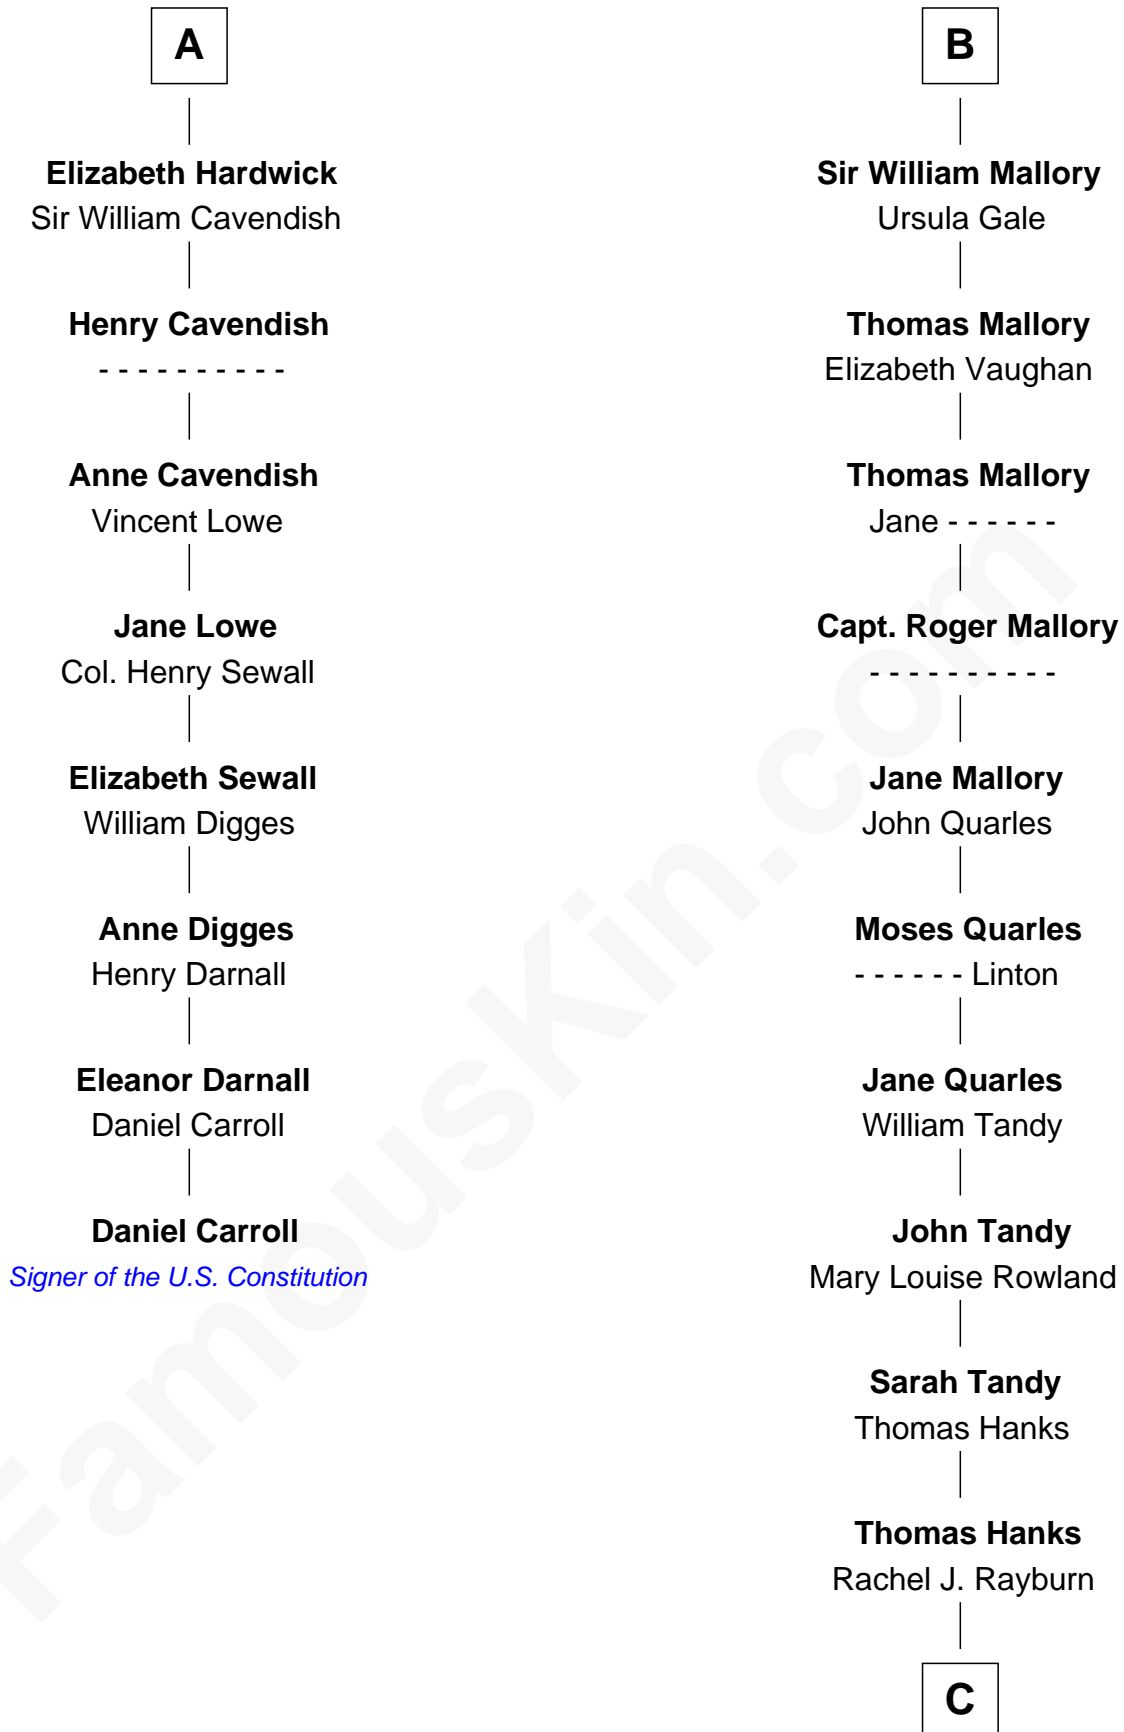 A
Elizabeth Hardwick
Sir William Cavendish
Henry Cavendish
- - - - - - - - - -
Anne Cavendish
Vincent Lowe
Jane Lowe
Col. Henry Sewall
Elizabeth Sewall
William Digges
Anne Digges
Henry Darnall
Eleanor Darnall
Daniel Carroll
Daniel Carroll
Signer of the U.S. Constitution
B
Sir William Mallory
Ursula Gale
Thomas Mallory
Elizabeth Vaughan
Thomas Mallory
Jane - - - - - -
Capt. Roger Mallory
- - - - - - - - - -
Jane Mallory
John Quarles
Moses Quarles
- - - - - - Linton
Jane Quarles
William Tandy
John Tandy
Mary Louise Rowland
Sarah Tandy
Thomas Hanks
Thomas Hanks
Rachel J. Rayburn
C
FamousKin.com